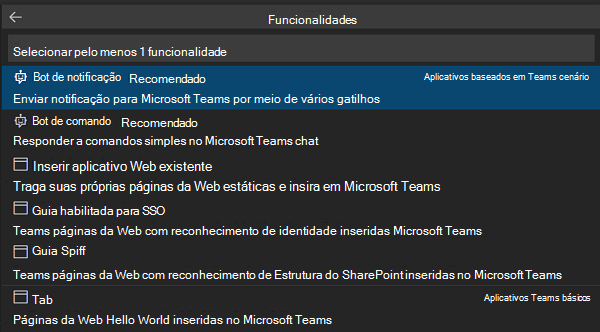 Funcionalidades
Selecionar pelo menos 1 funcionalidade
Bot de notificação Recomendado Aplicativos baseados em Teams cenário
Enviar notificação para Microsoft Teams por meio de vários gatilhos
Bot de comando Recomendado
Responder a comandos simples no Microsoft Teams chat
Inserir aplicativo Web existente
Traga suas próprias páginas da Web estáticas e insira em Microsoft Teams
Guia habilitada para SSO
Teams páginas da Web com reconhecimento de identidade inseridas Microsoft Teams
Guia Spiff
Teams páginas da Web com reconhecimento de Estrutura do SharePoint inseridas no Microsoft Teams
Tab Aplicativos Teams básicos
Páginas da Web Hello World inseridas no Microsoft Teams